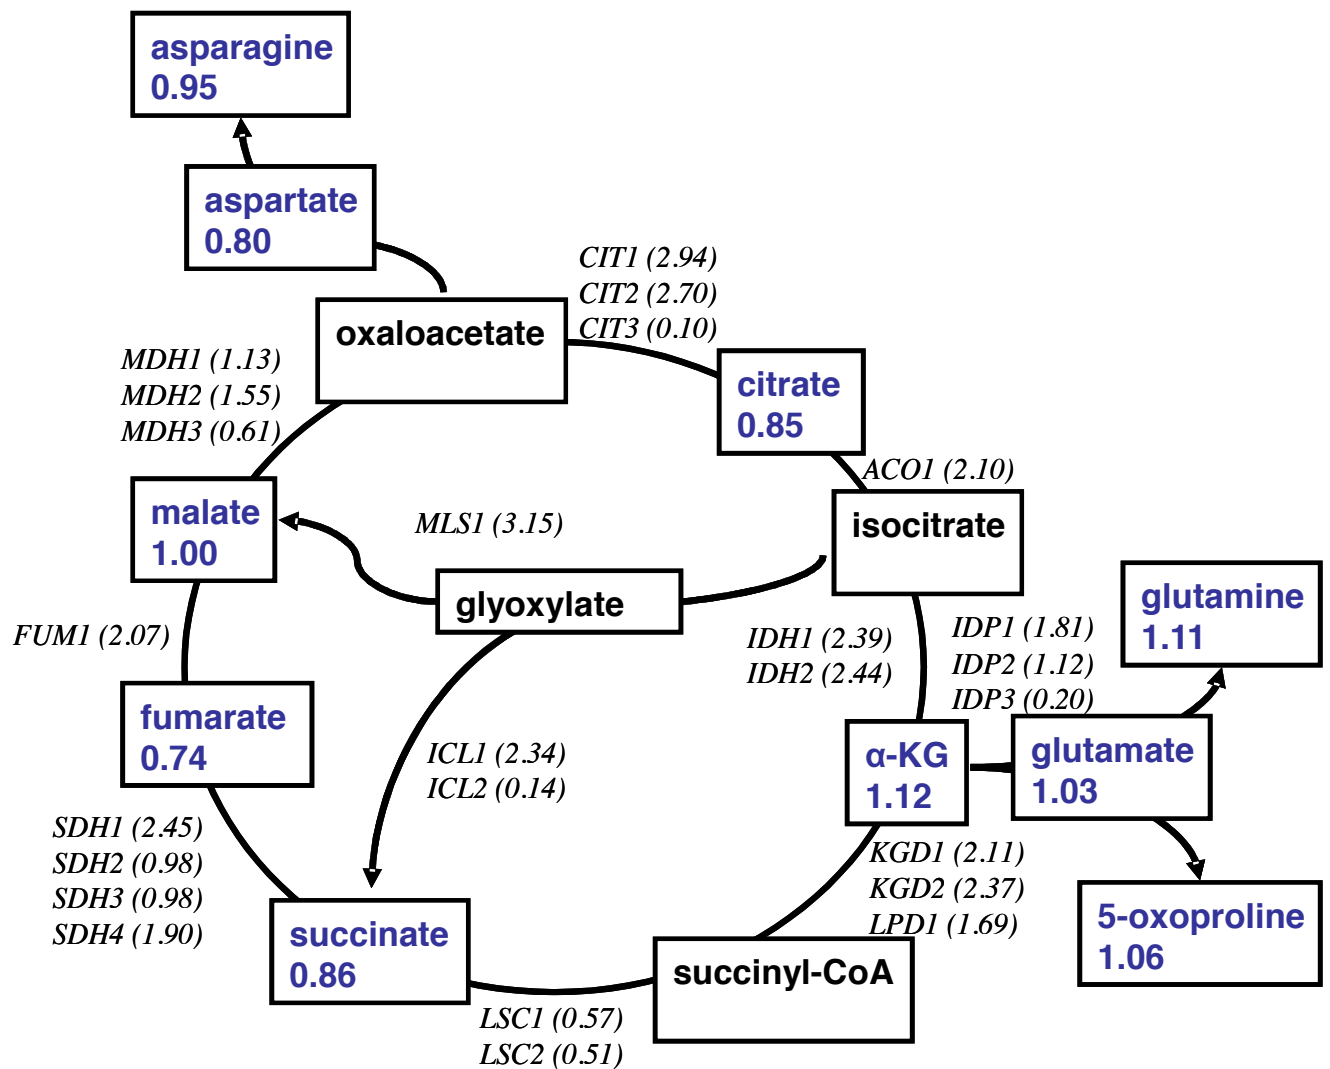 asparagine
0.95
aspartate
0.80
CIT1 (2.94)
CIT2 (2.70)
CIT3 (0.10)
oxaloacetate
MDH1 (1.13)
MDH2 (1.55)
MDH3 (0.61)
citrate
0.85
ACO1 (2.10)
malate
1.00
MLS1 (3.15)
isocitrate
glyoxylate
glutamine
1.11
FUM1 (2.07)
IDH1 (2.39)
IDH2 (2.44)
IDP1 (1.81)
IDP2 (1.12)
IDP3 (0.20)
fumarate
0.74
ICL1 (2.34)
ICL2 (0.14)
α-KG
1.12
glutamate
1.03
SDH1 (2.45)
SDH2 (0.98)
SDH3 (0.98)
SDH4 (1.90)
KGD1 (2.11)
KGD2 (2.37)
LPD1 (1.69)
5-oxoproline
1.06
succinate
0.86
succinyl-CoA
LSC1 (0.57)
LSC2 (0.51)